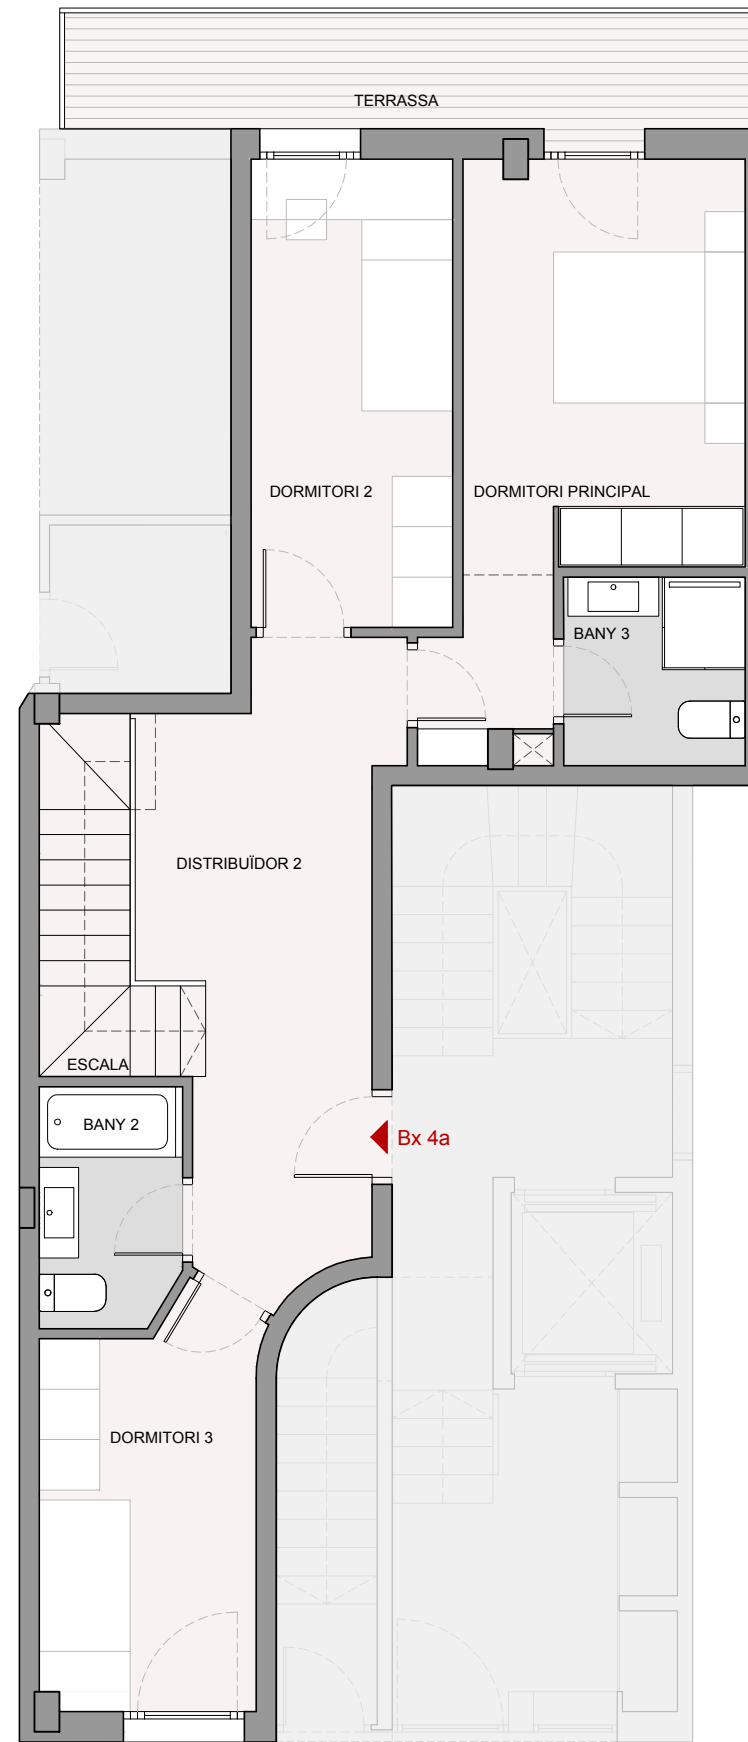 TERRASSA
DORMITORI 2
DORMITORI PRINCIPAL
BANY 3
DISTRIBUÏDOR 2
ESCALA
BANY 2
Bx 4a
DORMITORI 3